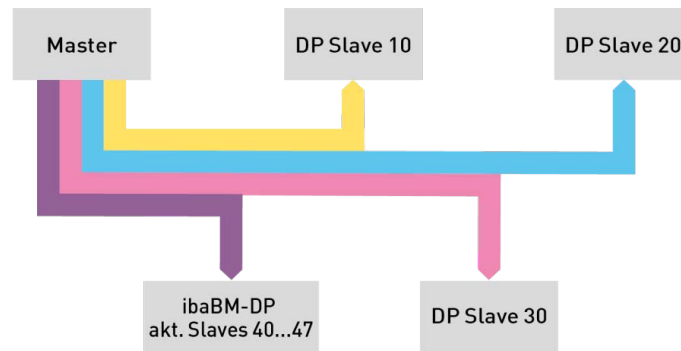 Master
DP Slave 10
DP Slave 20
ibaBM-DP
akt. Slaves 40...47
DP Slave 30